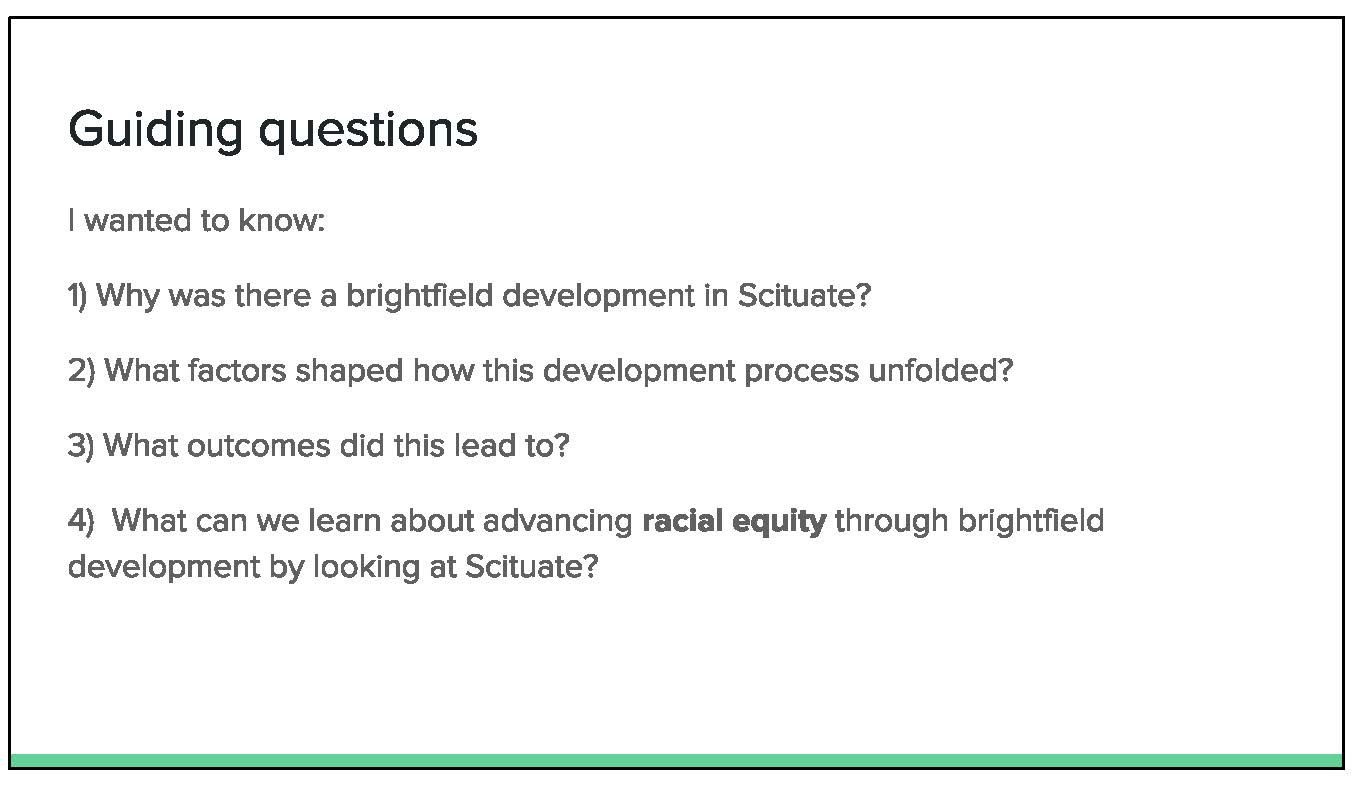 Guiding questions
I wanted to know:
1) Why was there a brightfield development in Scituate?
2) What factors shaped how this development process unfolded?
3) What outcomes did this lead to?
4)  What can we learn about advancing racial equity through brightfield
development by looking at Scituate?